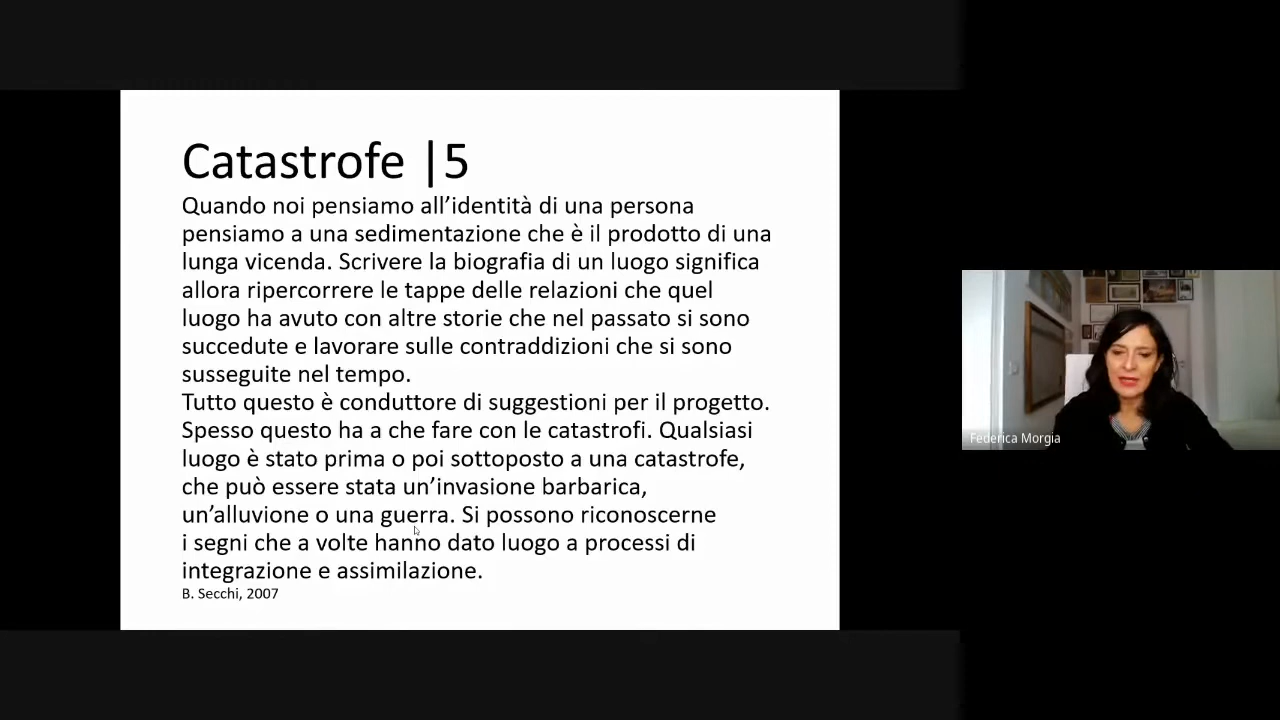 Catastrofe |5
Quando noi pensiamo all’identità di una persona
pensiamo a una sedimentazione che è il prodotto di una
lunga vicenda. Scrivere la biografia di un luogo significa
allora ripercorrere le tappe delle relazioni che quel
luogo ha avuto con altre storie che nel passato si sono
succedute e lavorare sulle contraddizioni che si sono
susseguite nel tempo.
Tutto questo è conduttore di suggestioni per il progetto.
Spesso questo ha a che fare con le catastrofi. Qualsiasi
luogo è stato prima o poi sottoposto a una catastrofe,
che può essere stata un’invasione barbarica,
un’alluvione o una guerra. Si possono riconoscerne
i segni che a volte hanno dato luogo a processi di
integrazione e assimilazione.
B. Secchi, 2007
Federica Morgia